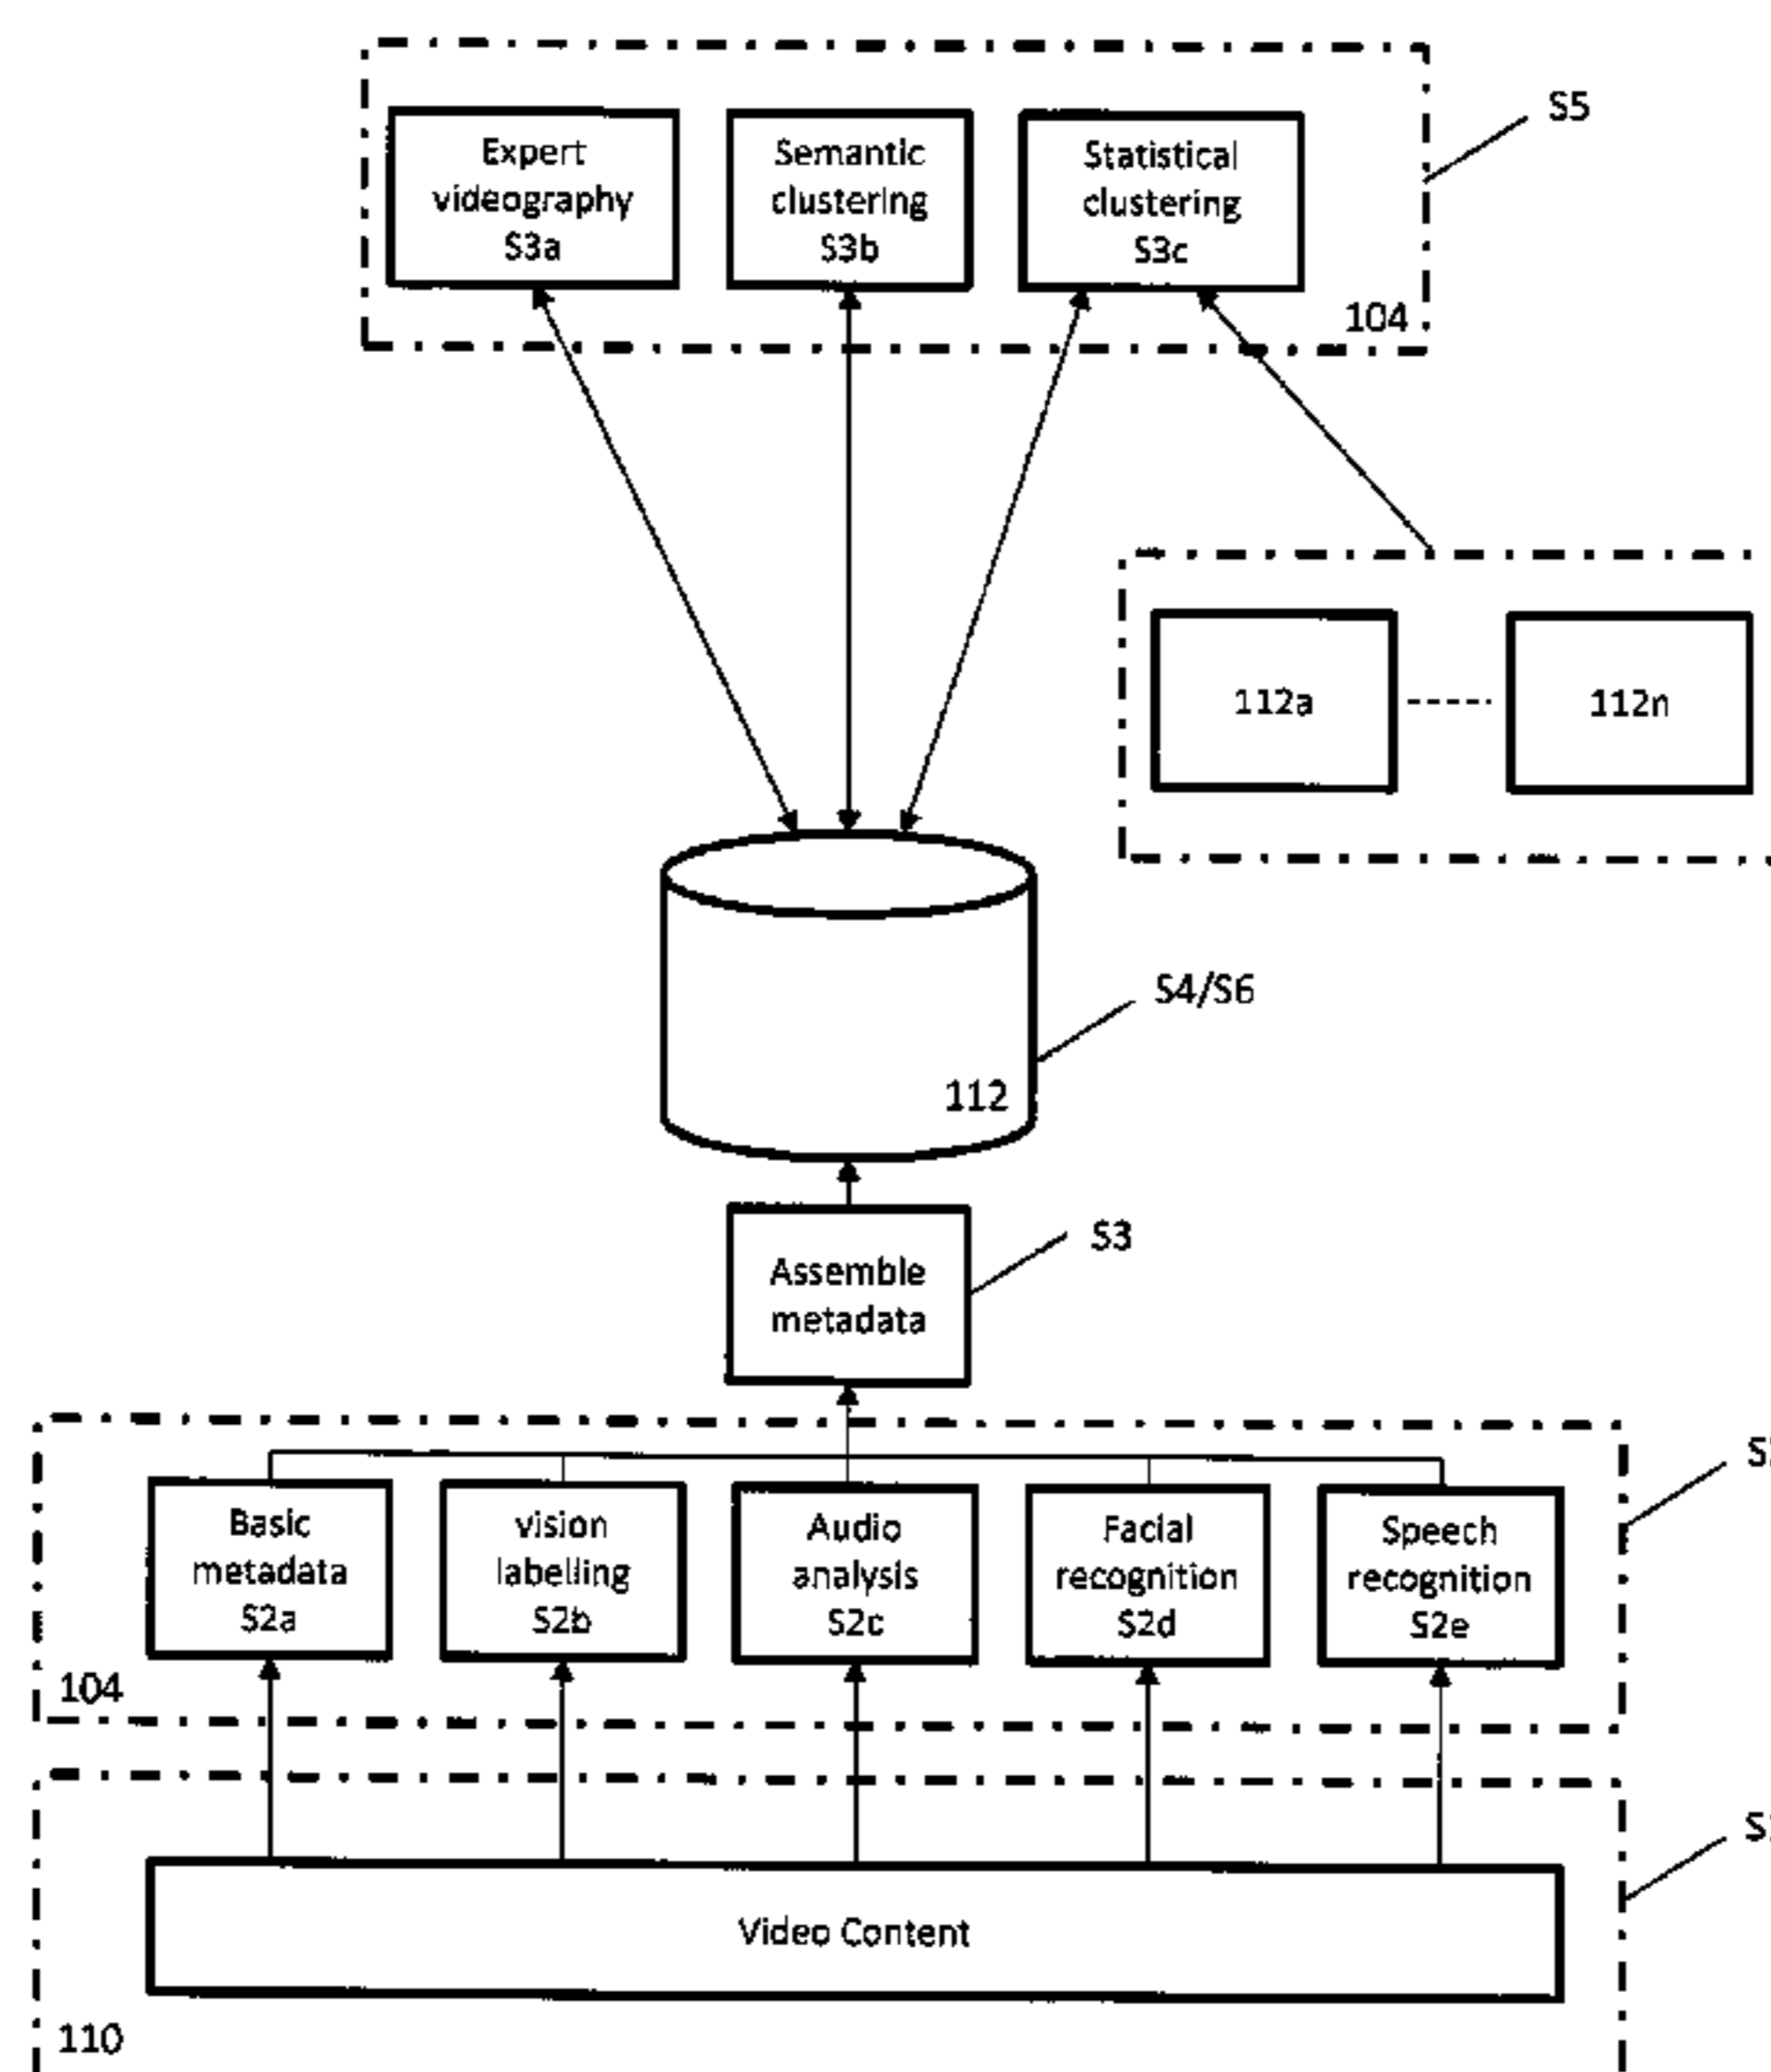 S5
Expert
videography
S3a
Semantic
clustering
S3b
Statistical
clustering
S3c
104
112a
112n
S4/S6
112
S3
Assemble
metadata
Basic
metadata
S2a
vision
labelling
S2b
Audio
analysis
S2c
Facial
recognition
S2d
Speech
recognition
S2e
104
Video Content
110